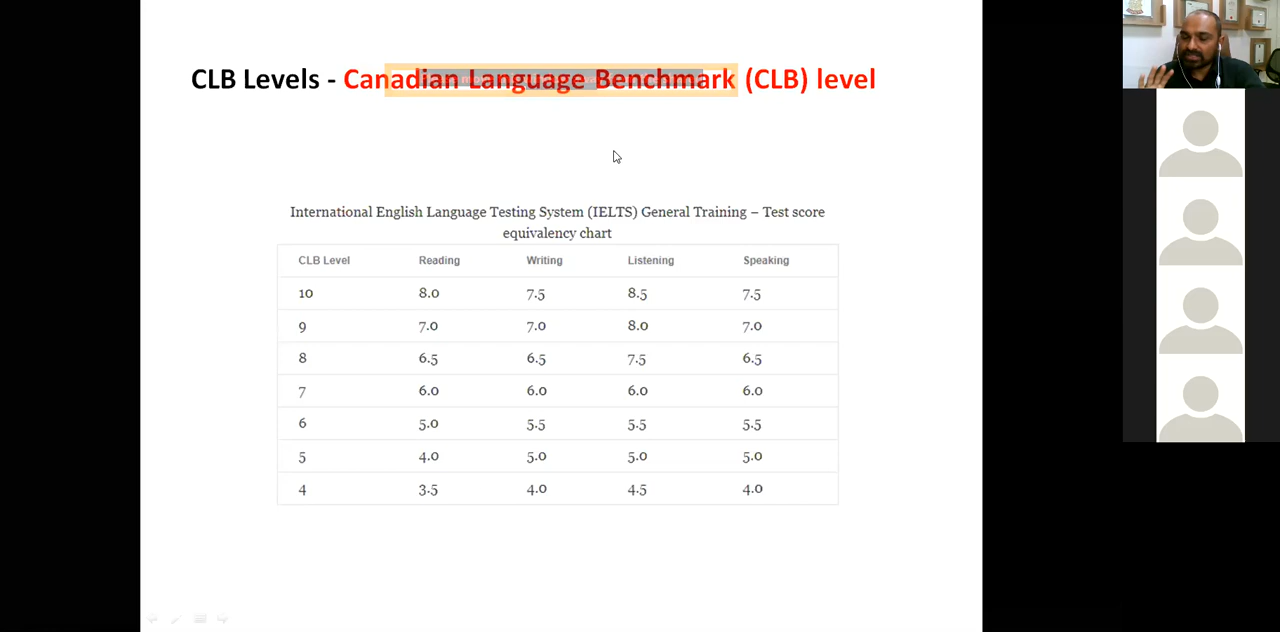 CLB Levels - Canadian Language Benchmark (CLB) level
International English Language Testing System (IELTS) General Training – Test score
equivalency chart
CLB Level Reading Writing Listening Speaking
10 8.0 7.5 8.5 7.5
9 7.0 7.0 8.0 7.0
8 6.5 6.5 7.5 6.5
7 6.0 6.0 6.0 6.0
6 5.0 5.5 5.5 5.5
5 4.0 5.0 5.0 5.0
4 3.5 4.0 4.5 4.0